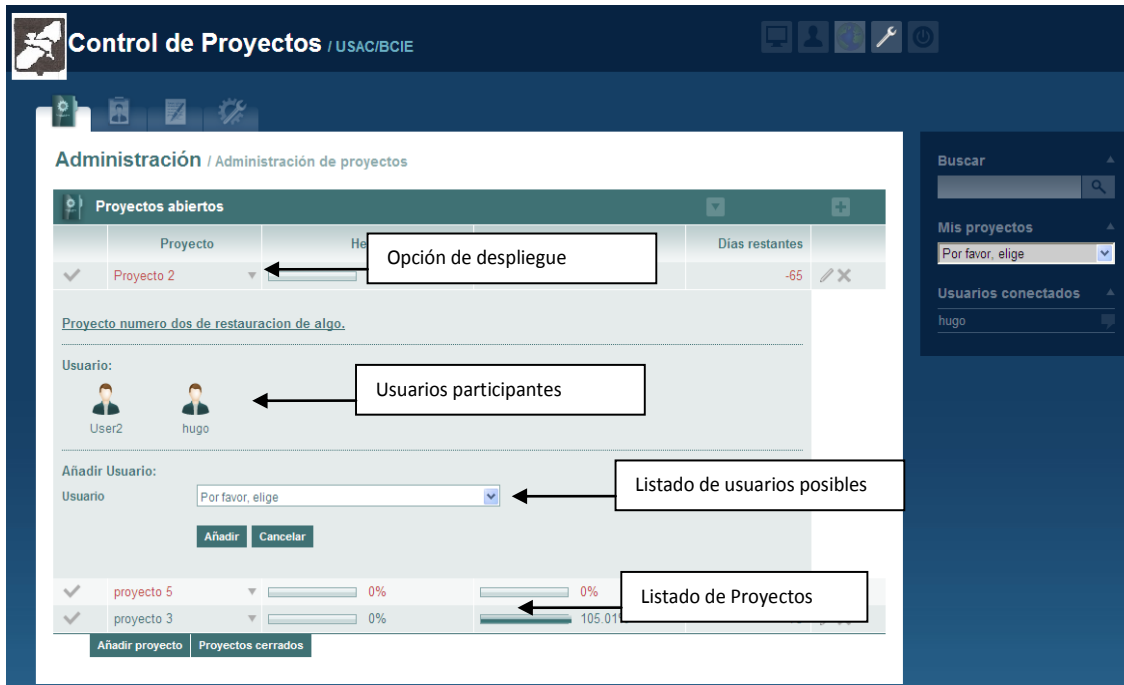 Control de Proyectos / USAC/BCIE
Administración / Administración de proyectos
Proyectos abiertos
Proyecto He Dias restantes
Opción de despliegue
Proyecto 2 -65
Proyecto numero dos de restauracion de algo.
Usuario:
Usuarios participantes
User2 hugo
Añadir Usuario:
Usuario Por favor, elige
Listado de usuarios posibles
Añadir Cancelar
proyecto 5 0% 0%
Listado de Proyectos
proyecto 3 0% 105.01
Añadir proyecto Proyectos cerrados
Buscar
Mis proyectos
Por favor, elige
Usuarios conectados
hugo